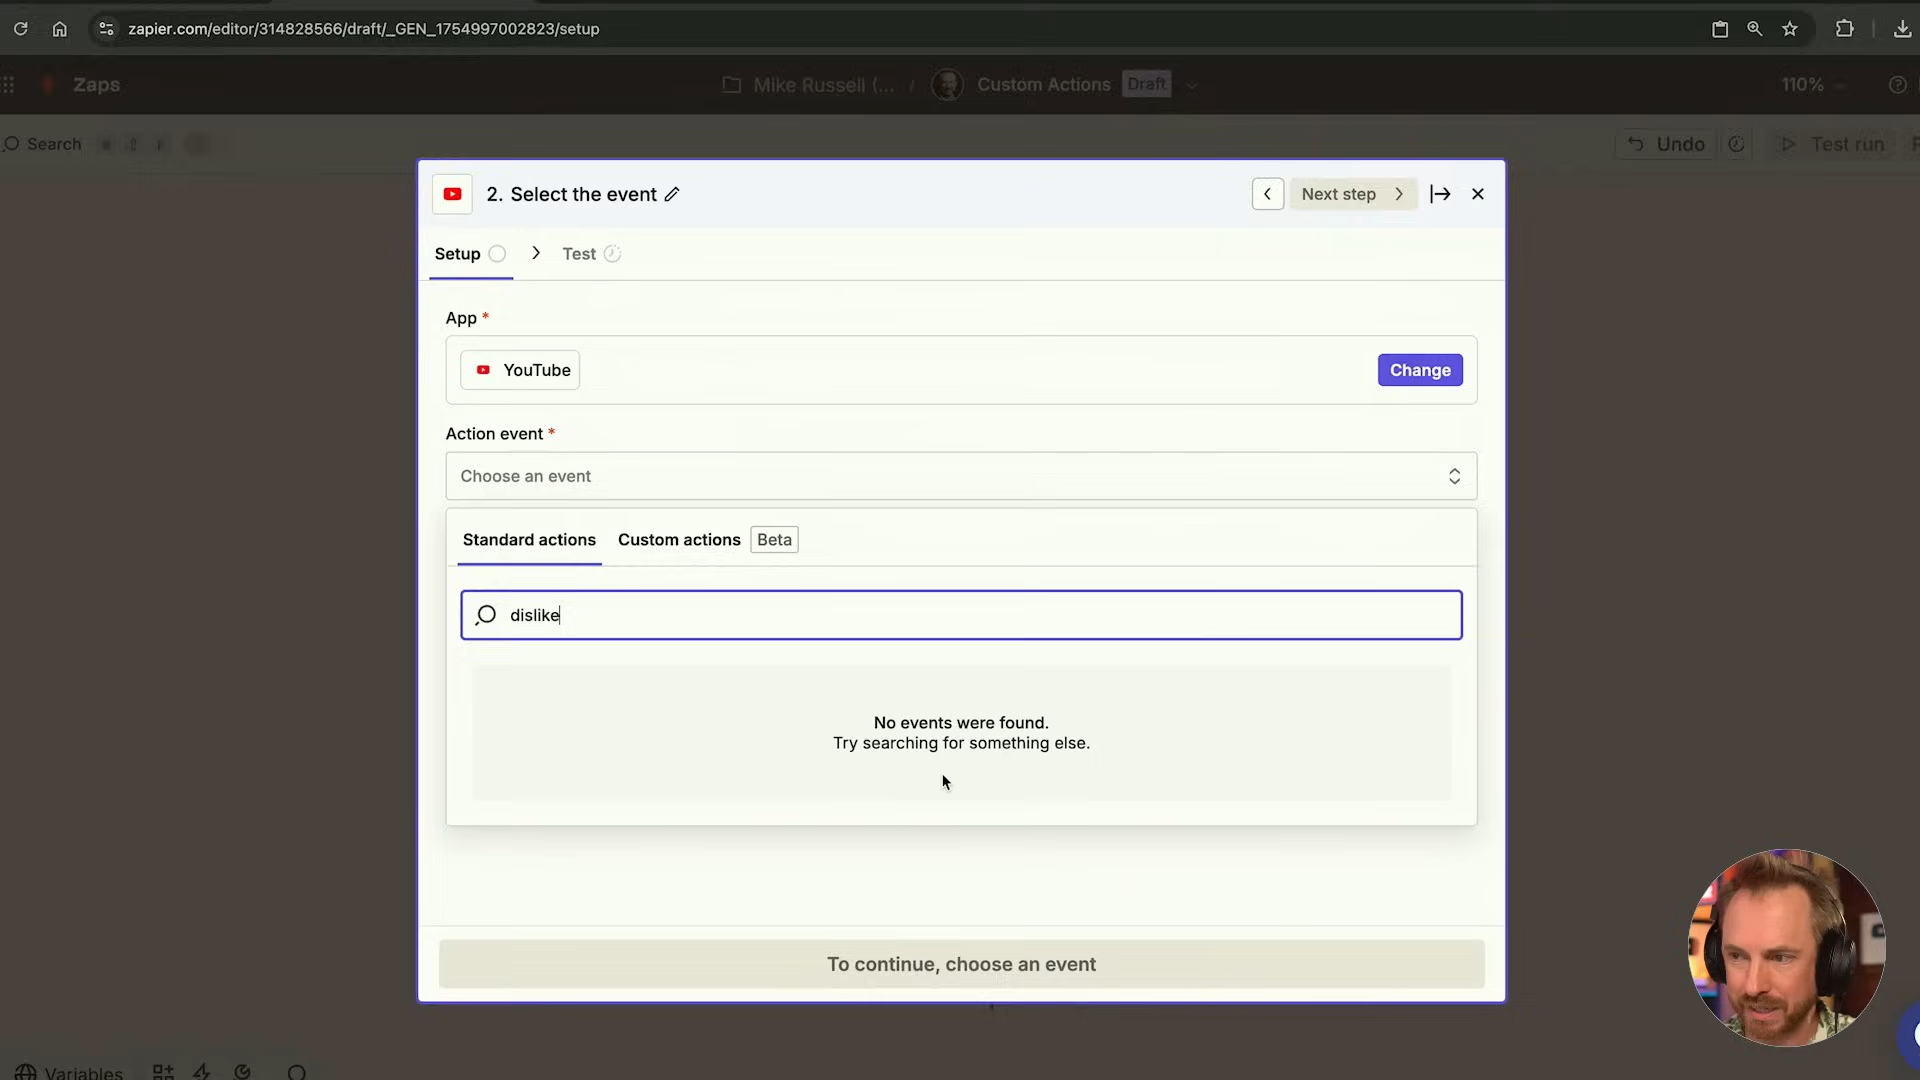 zapier.com/editor/314828566/draft/_GEN_1754997002823/setup
Zaps
Mike Russell (... / Custom Actions Draft
110%
Search
Undo
Test run
2. Select the event
Next step
Setup
Test
App *
YouTube
Change
Action event *
Choose an event
Standard actions
Custom actions Beta
dislike
No events were found.
Try searching for something else.
To continue, choose an event
Variables